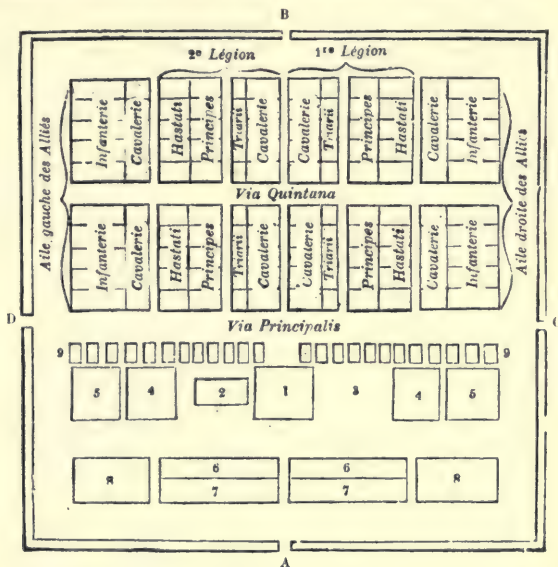 B
2e Légion 1re Légion
Aile gauche des Alliés
Infanterie Cavalerie Hastati Principes Triarii Cavalerie Cavalerie Triarii Principes Hastati Cavalerie Infanterie
Aile droite des Alliés
Via Quintana
Infanterie Cavalerie Hastati Principes Triarii Cavalerie Cavalerie Triarii Principes Hastati Cavalerie Infanterie
D C
Via Principalis
9 9
5 4 2 1 3 4 5
8 6 6 8
7 7
A